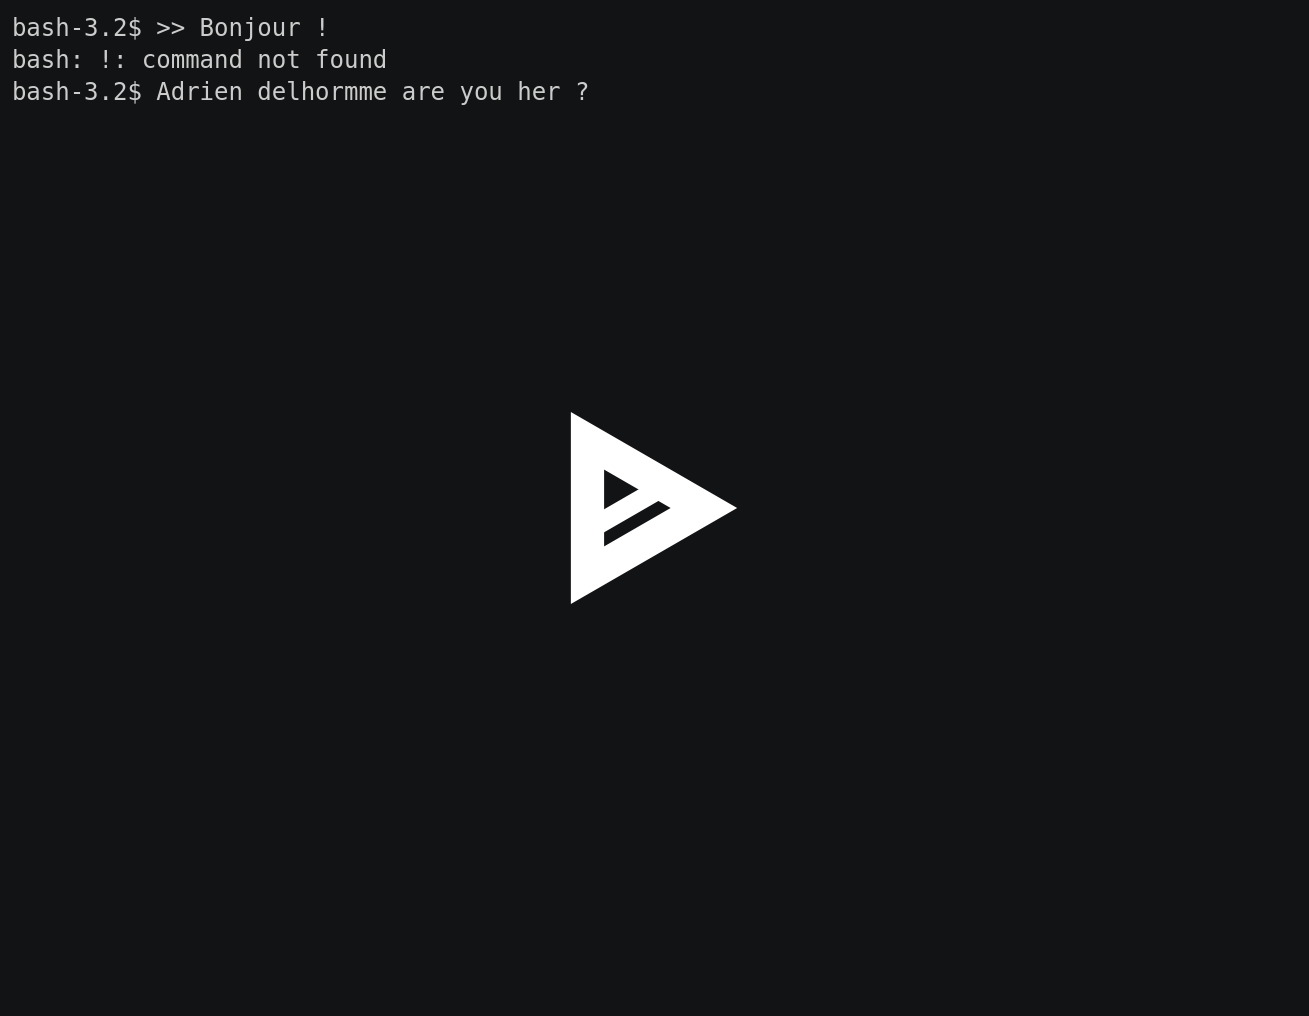 bash-3.2$ >> Bonjour !
bash: !: command not found
bash-3.2$ Adrien delhormme are you her ?